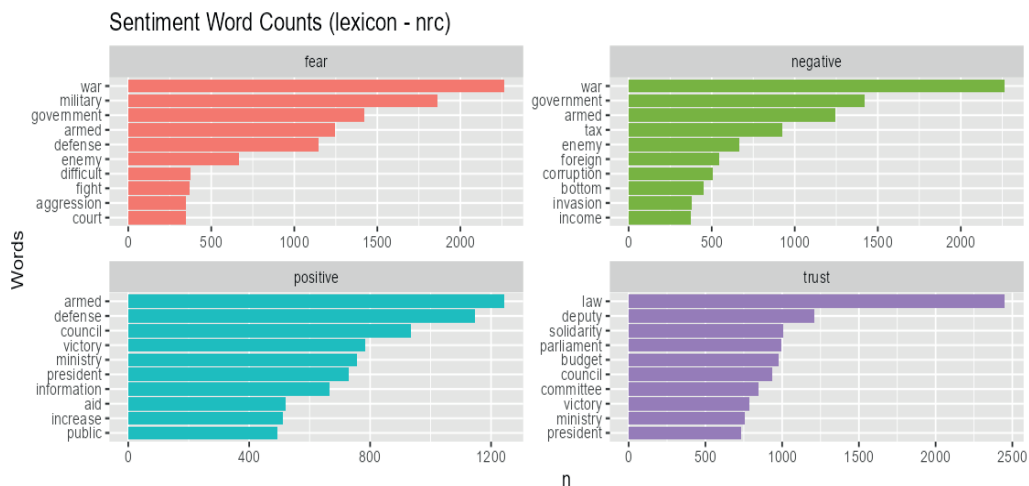 Sentiment Word Counts (lexicon - nrc)
fear
war
military
government
armed
defense
enemy
difficult
fight
aggression
court
0 500 1000 1500 2000
negative
war
government
armed
tax
enemy
foreign
corruption
bottom
invasion
income
0 500 1000 1500 2000
Words
positive
armed
defense
council
victory
ministry
president
information
aid
increase
public
0 400 800 1200
trust
law
deputy
solidarity
parliament
budget
council
committee
victory
ministry
president
0 500 1000 1500 2000 2500
n